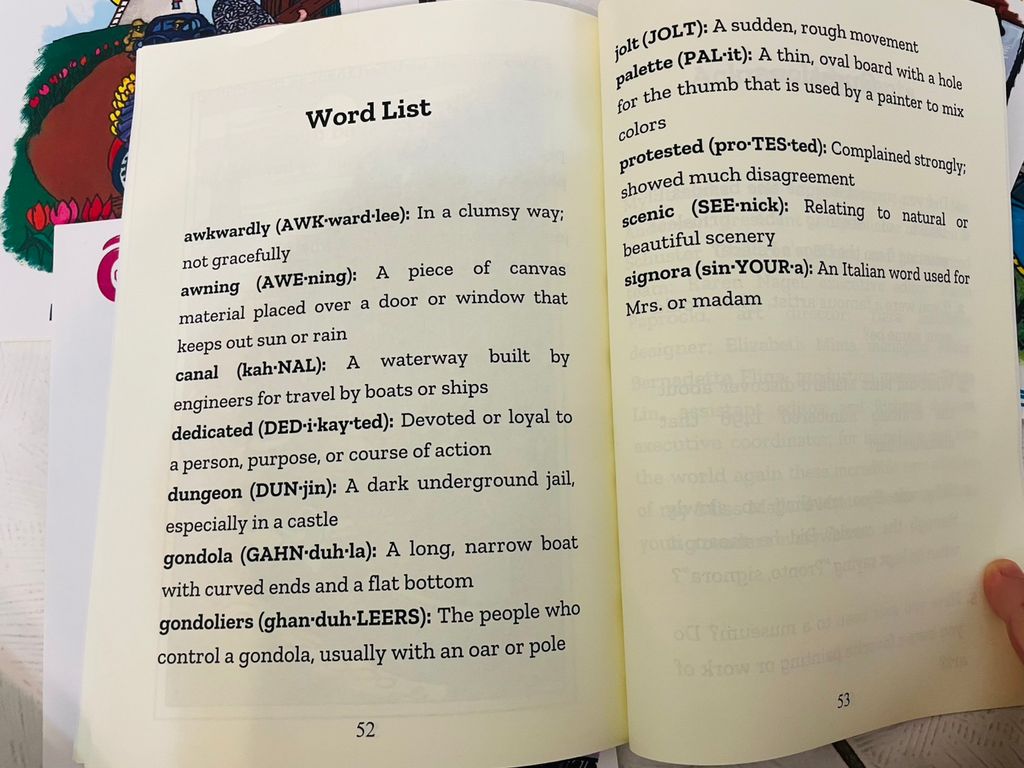 Word List
awkwardly (AWK·ward·lee): In a clumsy way;
not gracefully
awning (AWE·ning): A piece of canvas
material placed over a door or window that
keeps out sun or rain
canal (kah·NAL): A waterway built by
engineers for travel by boats or ships
dedicated (DED·i·kay·ted): Devoted or loyal to
a person, purpose, or course of action
dungeon (DUN·jin): A dark underground jail,
especially in a castle
gondola (GAHN·duh·la): A long, narrow boat
with curved ends and a flat bottom
gondoliers (ghan·duh·LEERS): The people who
control a gondola, usually with an oar or pole
52
jolt (JOLT): A sudden, rough movement
palette (PAL·it): A thin, oval board with a hole
for the thumb that is used by a painter to mix
colors
protested (pro·TES·ted): Complained strongly;
showed much disagreement
scenic (SEE·nick): Relating to natural or
beautiful scenery
signora (sin·YOUR·a): An Italian word used for
Mrs. or madam
53